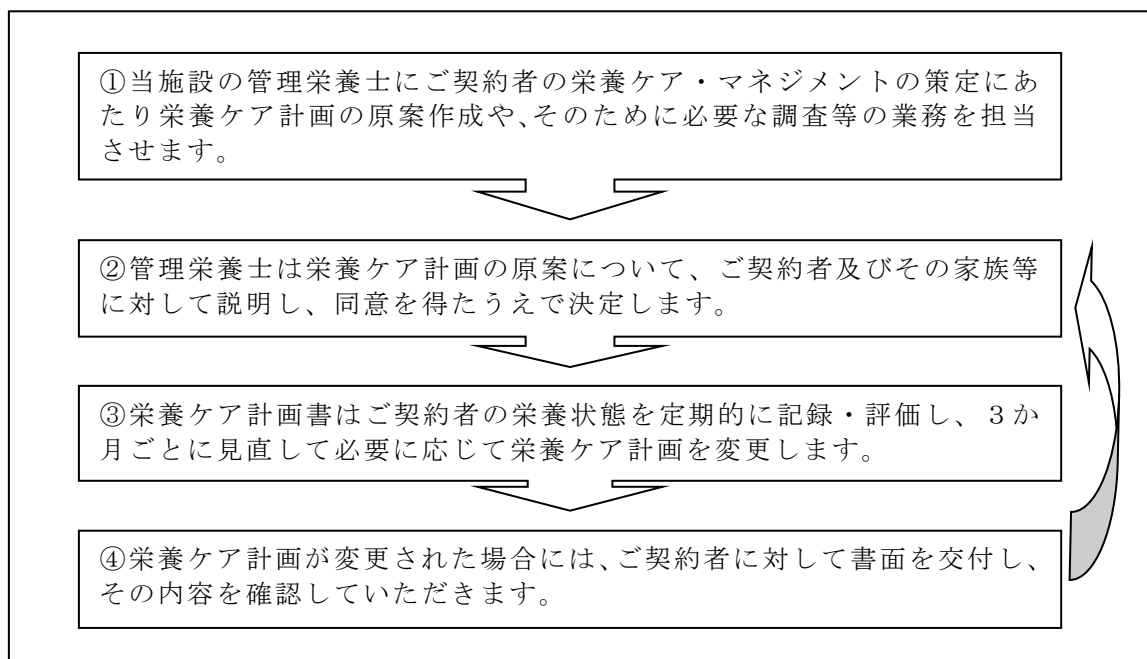 ①当施設の管理栄養士にご契約者の栄養ケア・マネジメントの策定にあ
たり栄養ケア計画の原案作成や、そのために必要な調査等の業務を担当
させます。
②管理栄養士は栄養ケア計画の原案について、ご契約者及びその家族等
に対して説明し、同意を得たうえで決定します。
③栄養ケア計画書はご契約者の栄養状態を定期的に記録・評価し、３か
月ごとに見直して必要に応じて栄養ケア計画を変更します。
④栄養ケア計画が変更された場合には、ご契約者に対して書面を交付し、
その内容を確認していただきます。